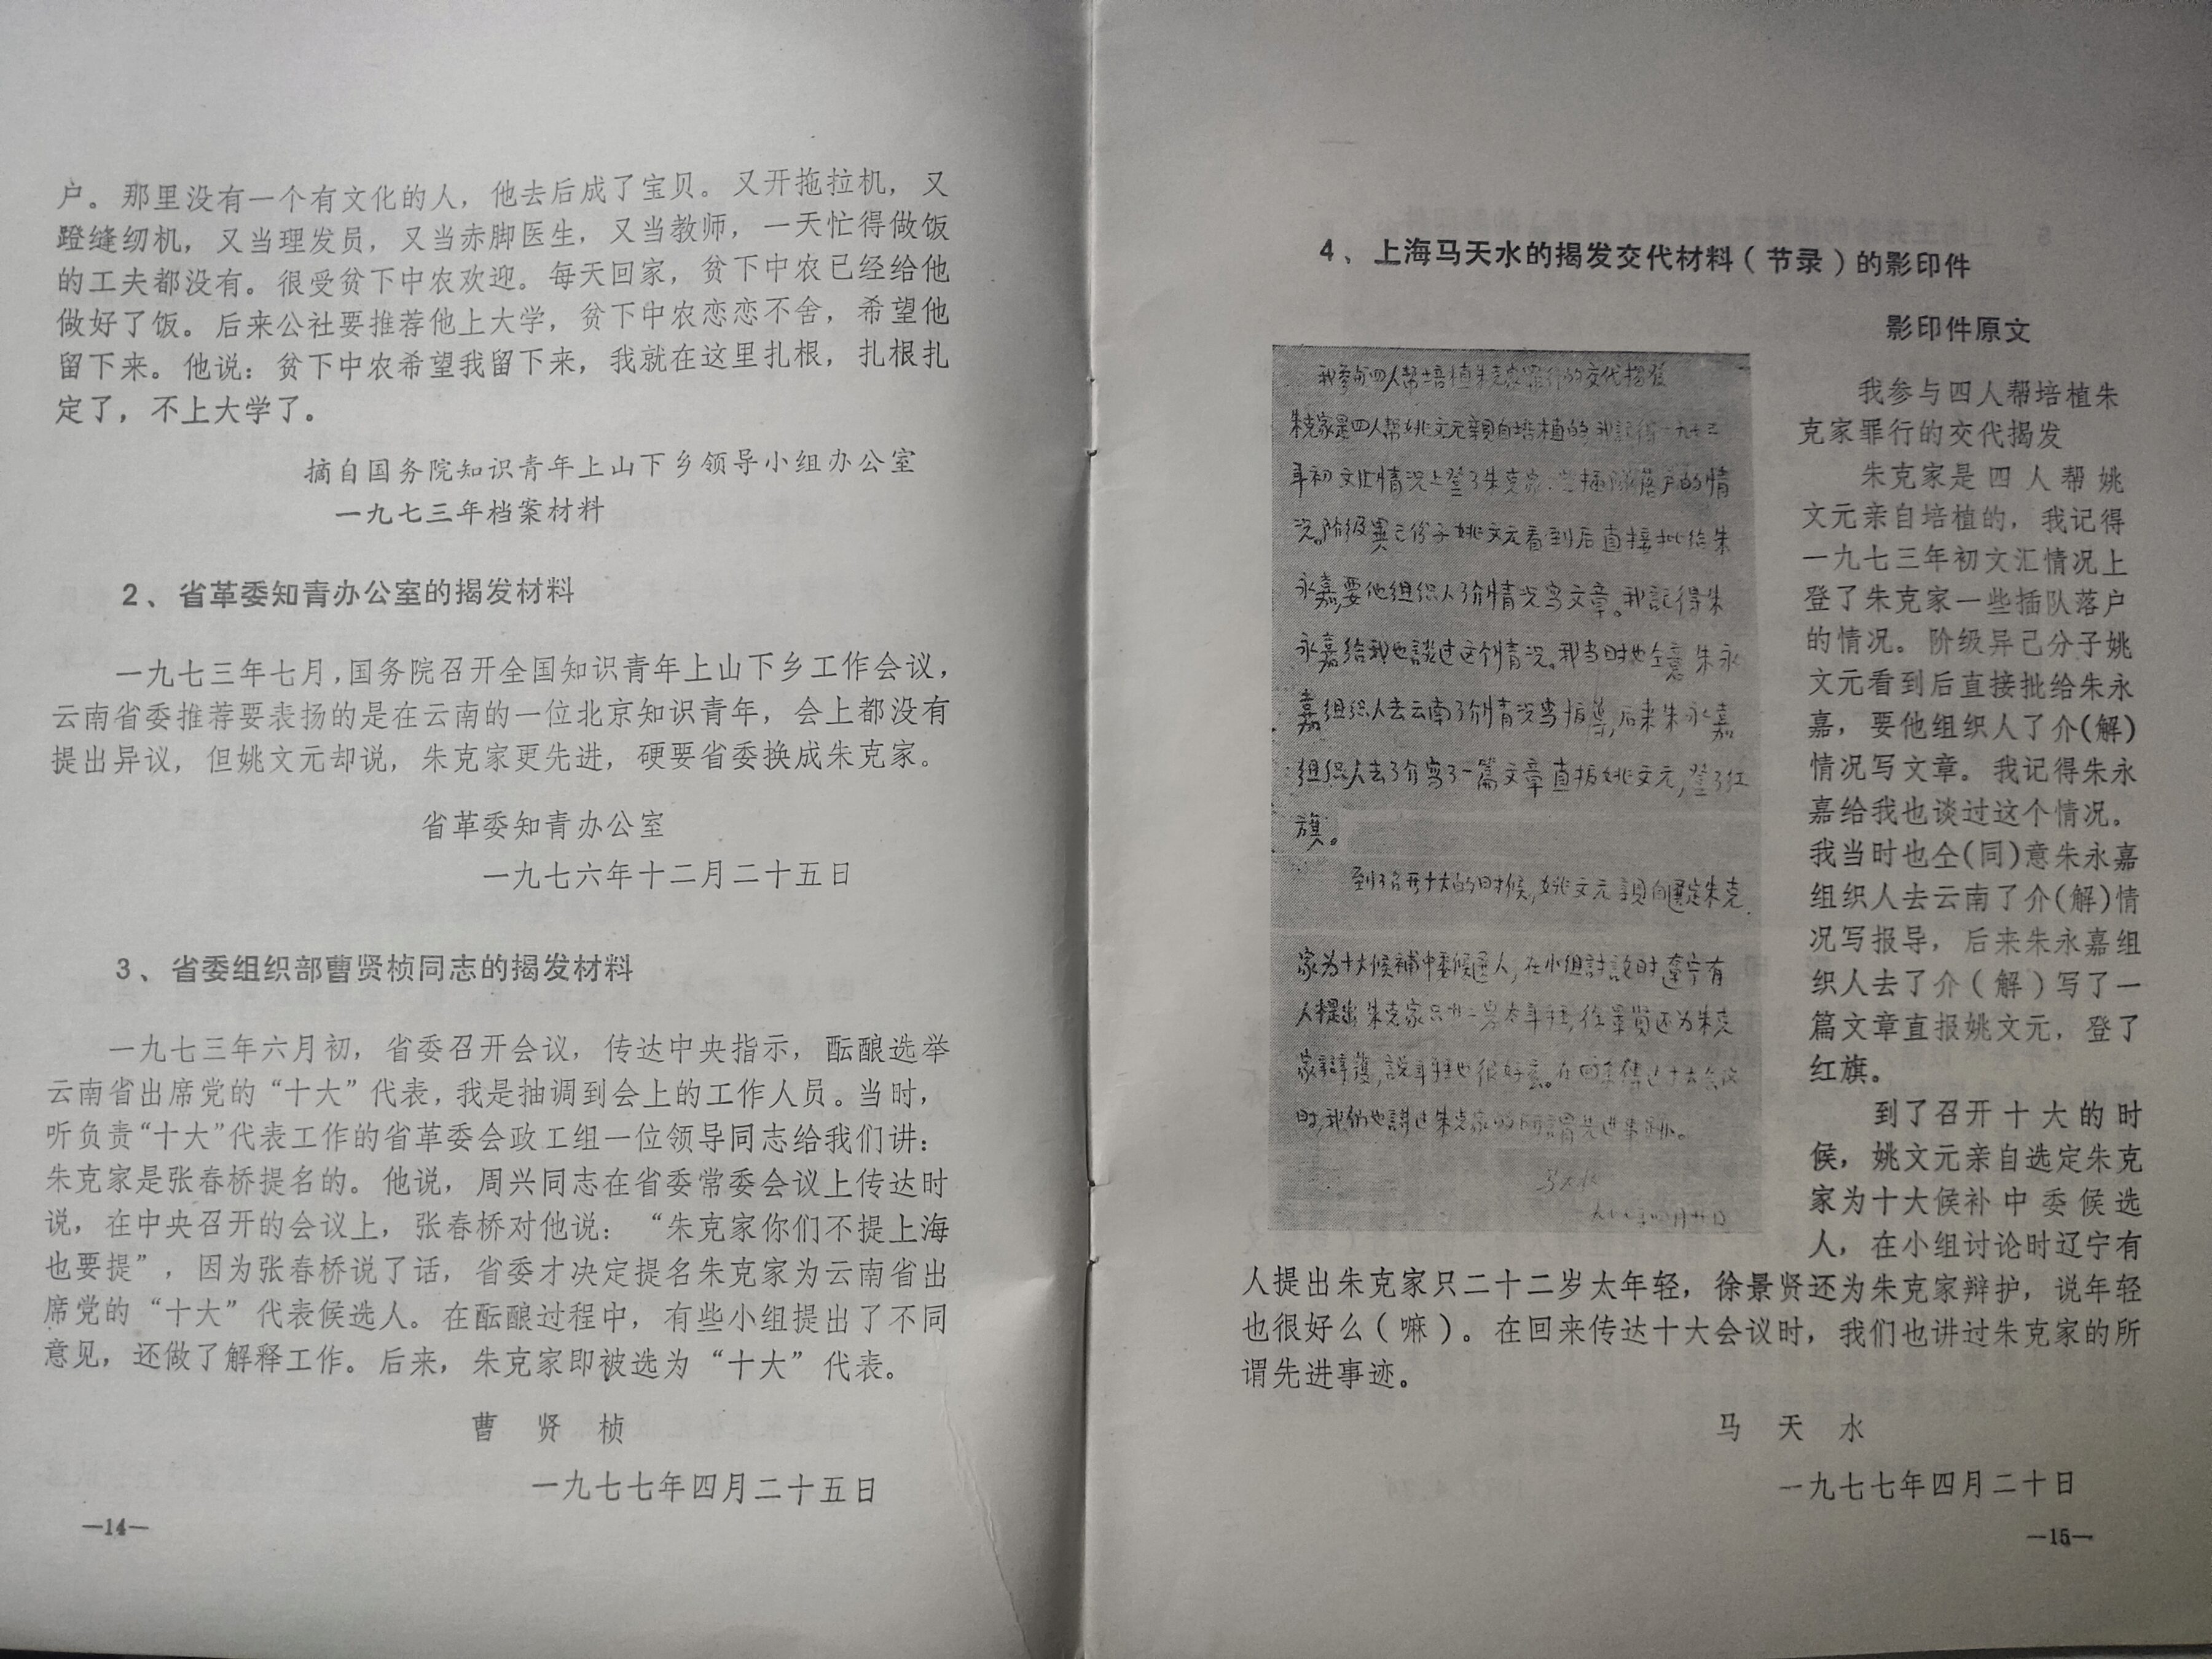 户。那里没有一个有文化的人，他去后成了宝贝。又开拖拉机，又
蹬缝纫机，又当理发员，又当赤脚医生，又当教师，一天忙得做饭
的工夫都没有。很受贫下中农欢迎。每天回家，贫下中农已经给他
做好了饭。后来公社要推荐他上大学，贫下中农恋恋不舍，希望他
留下来。他说：贫下中农希望我留下来，我就在这里扎根，扎根扎
定了，不上大学了。
摘自国务院知识青年上山下乡领导小组办公室
一九七三年档案材料
2、省革委知青办公室的揭发材料
一九七三年七月，国务院召开全国知识青年上山下乡工作会议，
云南省委推荐要表扬的是在云南的一位北京知识青年，会上都没有
提出异议，但姚文元却说，朱克家更先进，硬要省委换成朱克家。
省革委知青办公室
一九七六年十二月二十五日
3、省委组织部曹贤桢同志的揭发材料
一九七三年六月初，省委召开会议，传达中央指示，酝酿选举
云南省出席党的“十大”代表，我是抽调到会上的工作人员。当时，
听负责“十大”代表工作的省革委会政工组一位领导同志给我们讲：
朱克家是张春桥提名的。他说，周兴同志在省委常委会议上传达时
说，在中央召开的会议上，张春桥对他说：“朱克家你们不提上海
也要提”，因为张春桥说了话，省委才决定提名朱克家为云南省出
席党的“十大”代表候选人。在酝酿过程中，有些小组提出了不同
意见，还做了解释工作。后来，朱克家即被选为“十大”代表。
曹贤桢
一九七七年四月二十五日
—14—
4、上海马天水的揭发交代材料（节录）的影印件
影印件原文
我参与四人帮培植朱克家罪行的交代揭发
朱克家是四人帮姚文元親自培植的，我記得一九七三
年初文汇情况上登了朱克家一些插队落户的情
况。阶级異己份子姚文元看到后直接批给朱
永嘉，要他组织人了介情况写文章。我記得朱
永嘉给我也談过这个情况。我当时也仝意朱永
嘉组织人去云南了介情况写报导，后来朱永嘉
组织人去了介写了一篇文章直报姚文元，登了红
旗。
到了召开十大的时候，姚文元親自選定朱克
家为十大候補中委候選人，在小组討論时遼宁有
人提出朱克家只廿二岁太年轻，徐景贤还为朱克
家辯護，説年轻也很好么。在回来傳达十大会议
时，我们也講过朱克家的所謂先进事跡。
马天水
我参与四人帮培植朱
克家罪行的交代揭发
朱克家是四人帮姚
文元亲自培植的，我记得
一九七三年初文汇情况上
登了朱克家一些插队落户
的情况。阶级异己分子姚
文元看到后直接批给朱永
嘉，要他组织人了介(解)
情况写文章。我记得朱永
嘉给我也谈过这个情况。
我当时也仝(同)意朱永嘉
组织人去云南了介(解)情
况写报导，后来朱永嘉组
织人去了介（解）写了一
篇文章直报姚文元，登了
红旗。
到了召开十大的时
候，姚文元亲自选定朱克
家为十大候补中委候选
人，在小组讨论时辽宁有
人提出朱克家只二十二岁太年轻，徐景贤还为朱克家辩护，说年轻
也很好么（嘛）。在回来传达十大会议时，我们也讲过朱克家的所
谓先进事迹。
马天水
一九七七年四月二十日
—15—